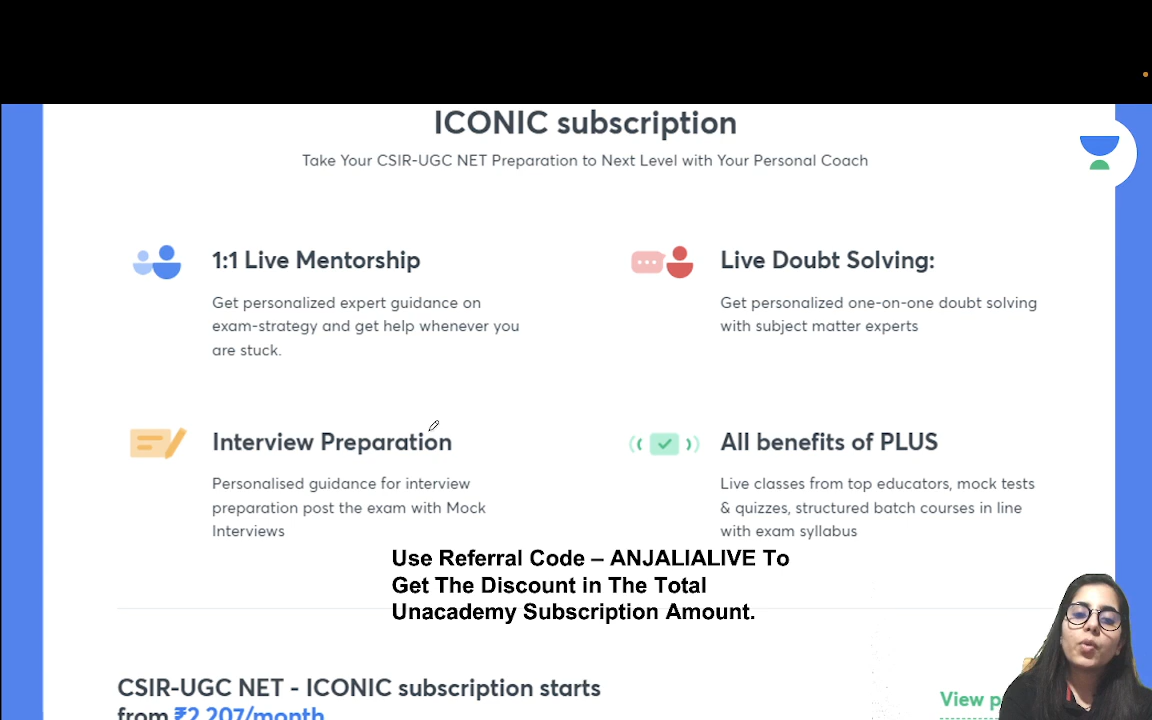 ICONIC subscription
Take Your CSIR-UGC NET Preparation to Next Level with Your Personal Coach
1:1 Live Mentorship
Get personalized expert guidance on
exam-strategy and get help whenever you
are stuck.
Live Doubt Solving:
Get personalized one-on-one doubt solving
with subject matter experts
Interview Preparation
Personalised guidance for interview
preparation post the exam with Mock
Interviews
All benefits of PLUS
Live classes from top educators, mock tests
& quizzes, structured batch courses in line
with exam syllabus
Use Referral Code – ANJALIALIVE To
Get The Discount in The Total
Unacademy Subscription Amount.
CSIR-UGC NET - ICONIC subscription starts
from ₹2,207/month
View